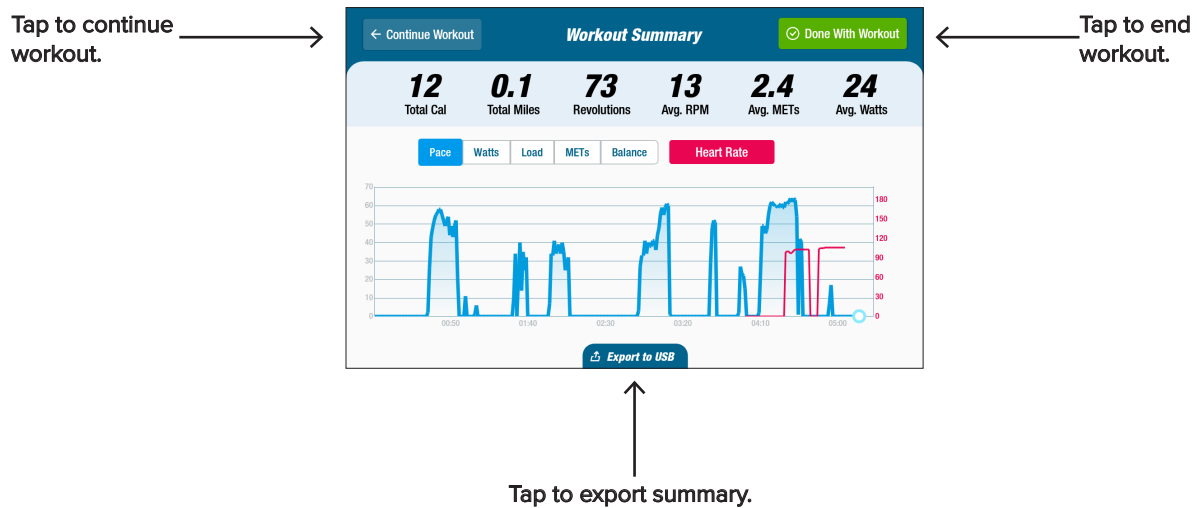 Tap to continue
workout.
← Continue Workout
Workout Summary
Done With Workout
Tap to end
workout.
12 0.1 73 13 2.4 24
Total Cal Total Miles Revolutions Avg. RPM Avg. METs Avg. Watts
Pace Watts Load METs Balance Heart Rate
70
60
50
40
30
20
10
0
180
150
120
90
60
30
0
00:50 01:40 02:30 03:20 04:10 05:00
Export to USB
Tap to export summary.